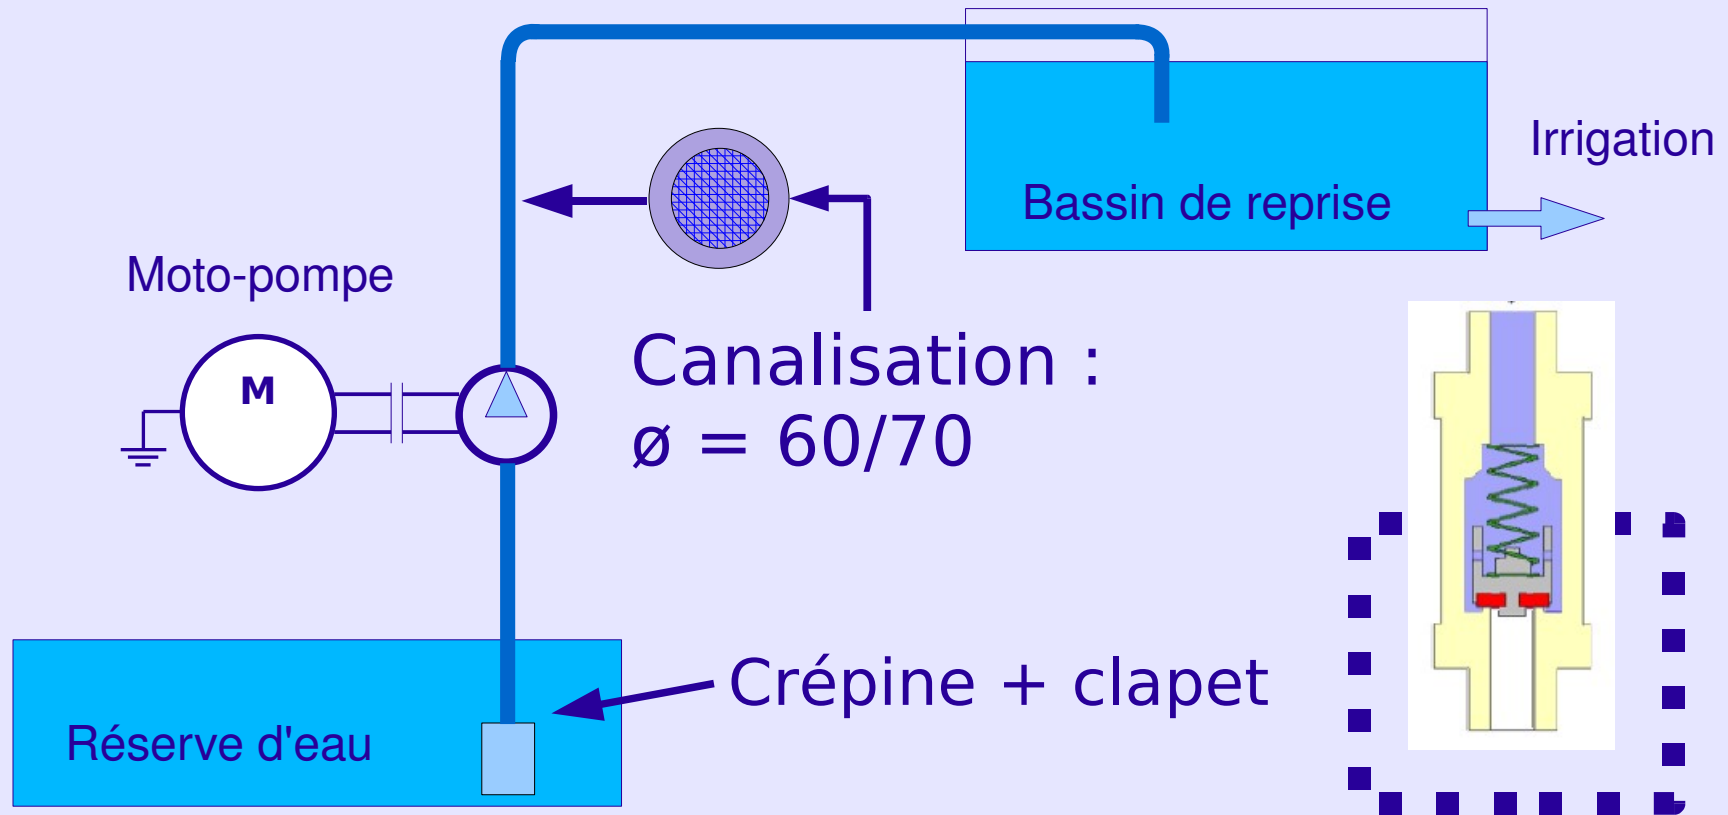 Irrigation
Bassin de reprise
Moto-pompe
M
Canalisation :
ø = 60/70
Crépine + clapet
Réserve d'eau